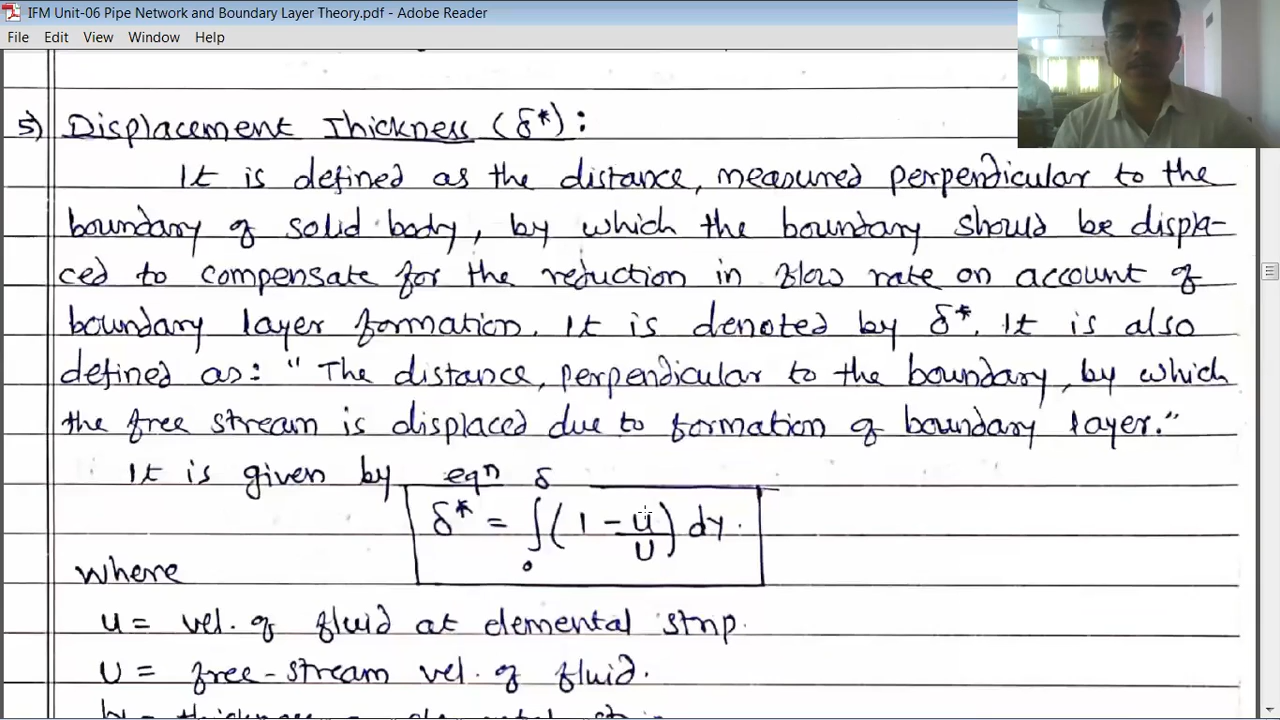 IFM Unit-06 Pipe Network and Boundary Layer Theory.pdf - Adobe Reader
File Edit View Window Help
5) Displacement Thickness (δ*):
It is defined as the distance, measured perpendicular to the
boundary of solid body, by which the boundary should be displa-
ced to compensate for the reduction in flow rate on account of
boundary layer formation. It is denoted by δ*. It is also
defined as: " The distance, perpendicular to the boundary, by which
the free stream is displaced due to formation of boundary layer."
It is given by eqn
δ* = ∫₀^δ (1 - u/U) dy.
where
u = vel. of fluid at elemental strip.
U = free-stream vel. of fluid.